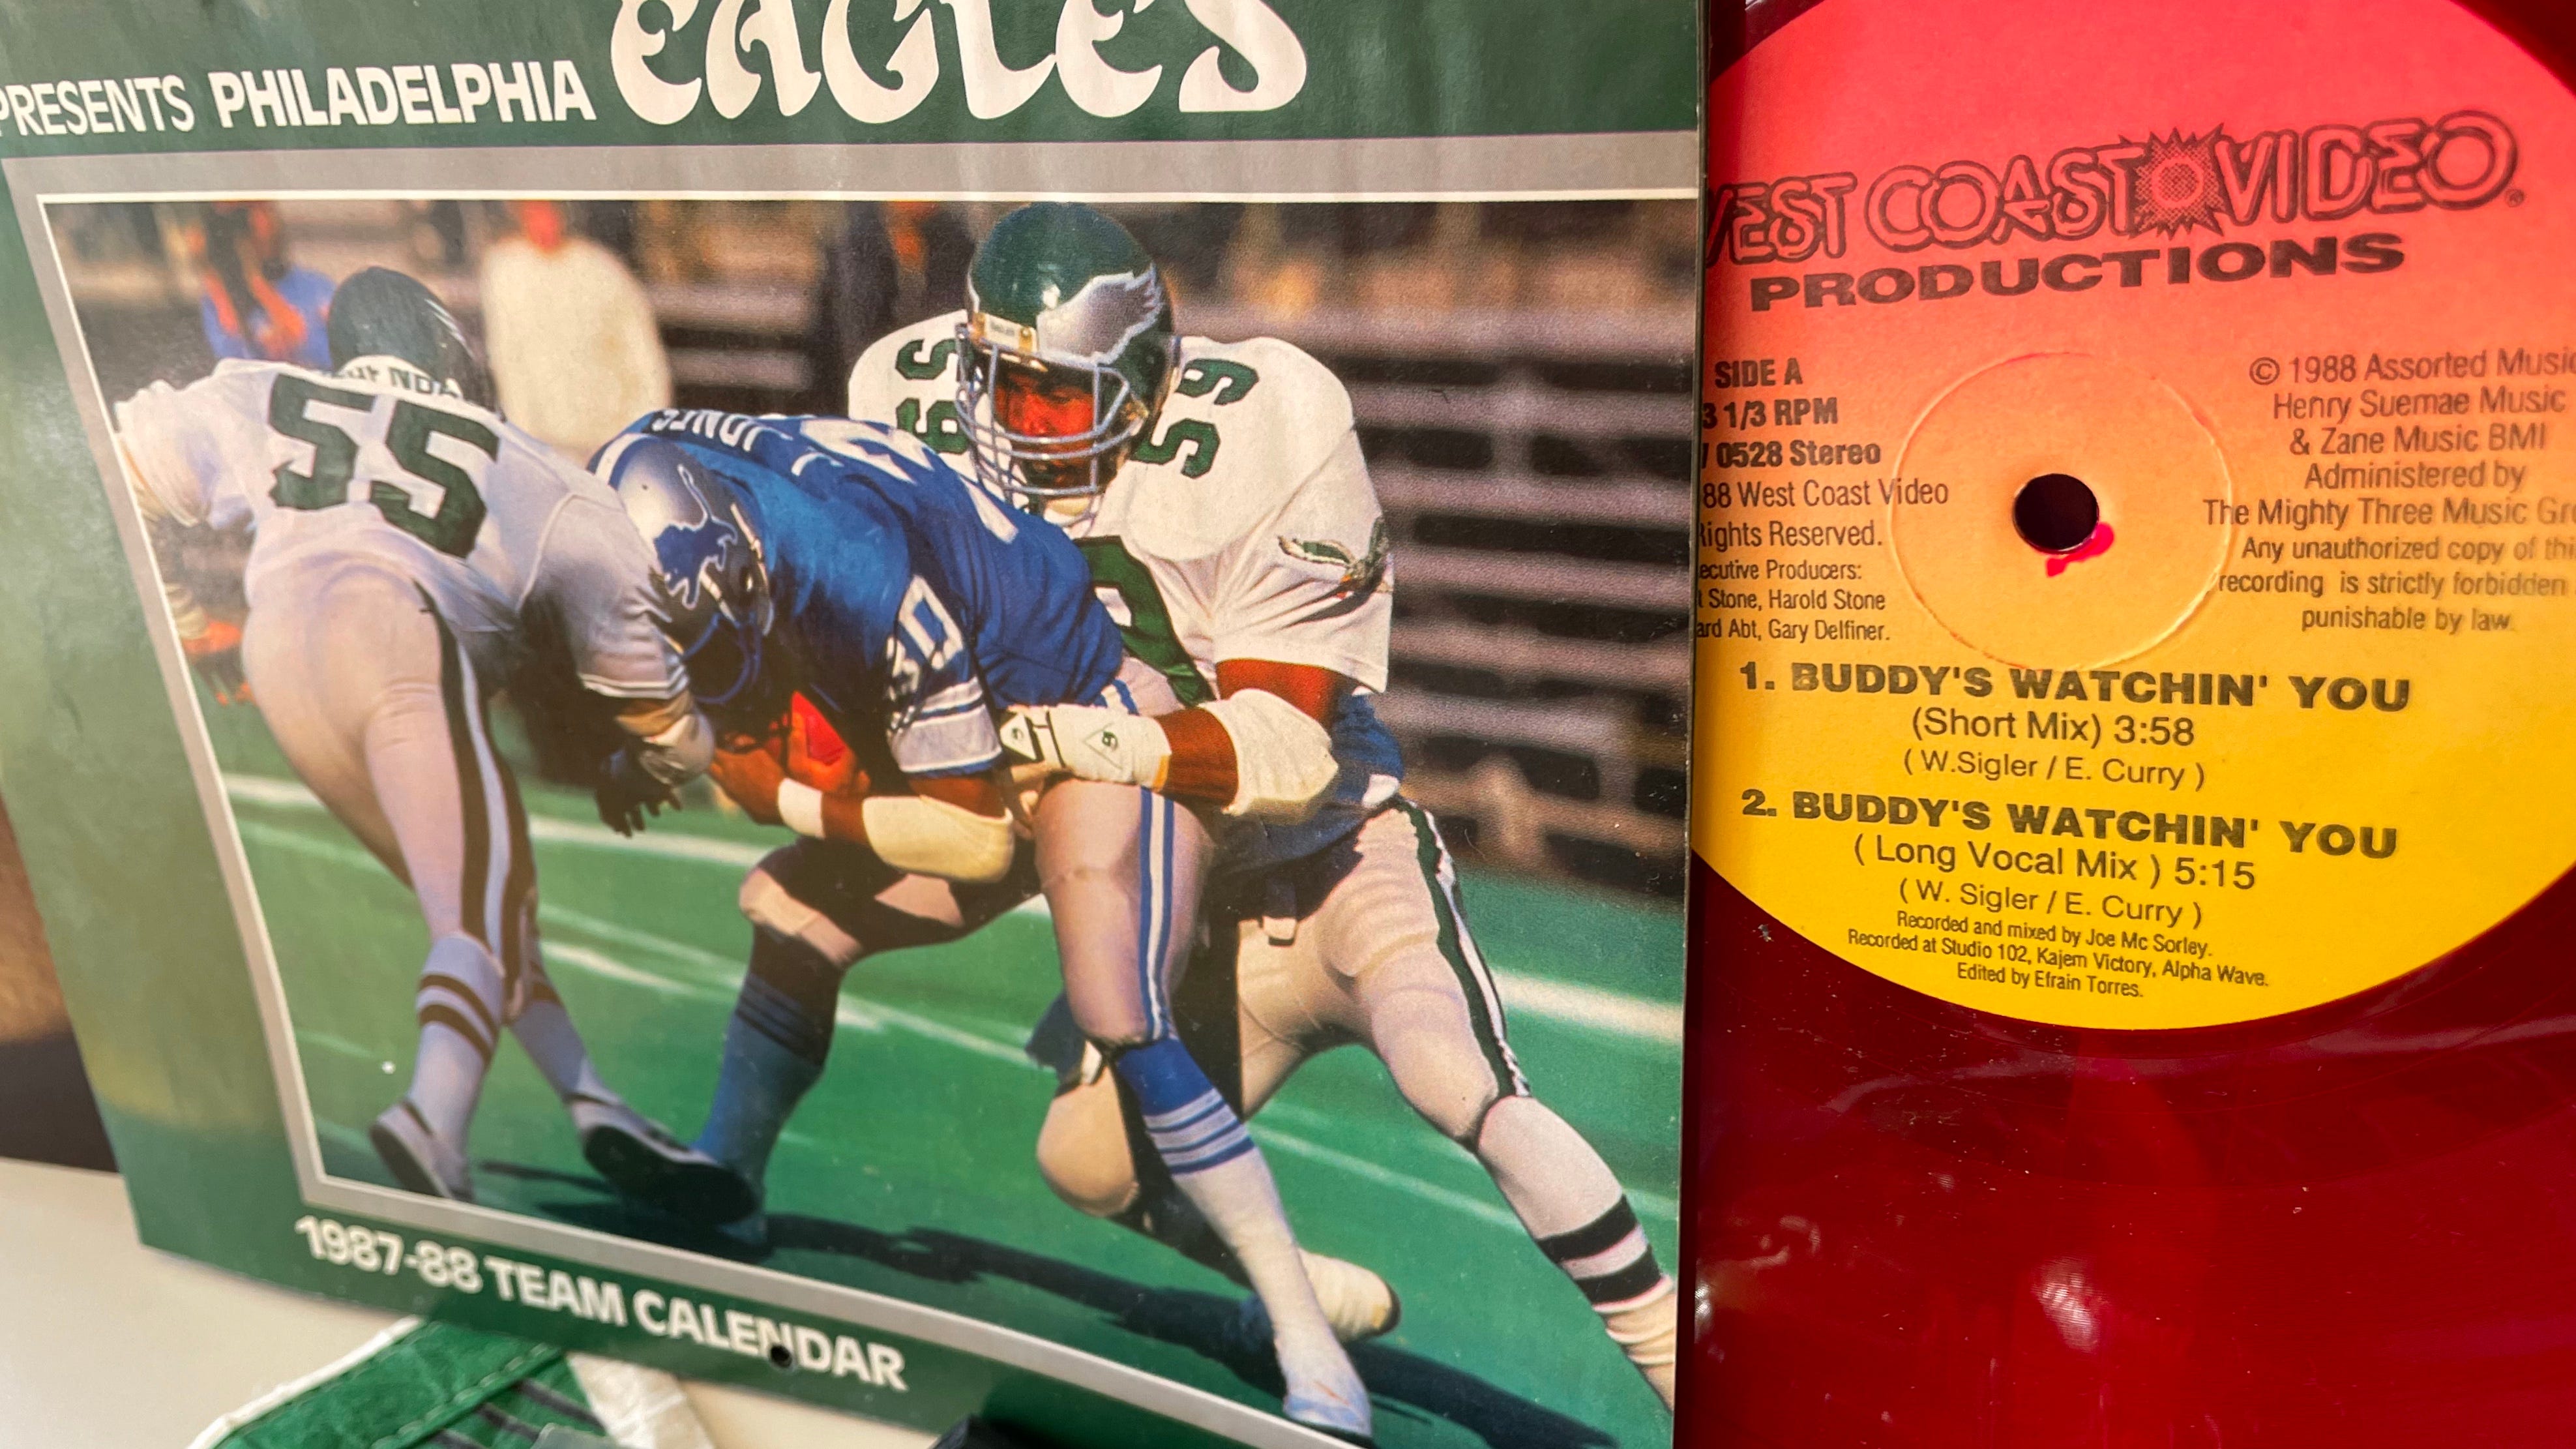 PRESENTS PHILADELPHIA EAGLES
55
JONES
30
59
59
1987-88 TEAM CALENDAR
WEST COAST VIDEO®
PRODUCTIONS
SIDE A
3 1/3 RPM
0528 Stereo
88 West Coast Video
Rights Reserved.
ecutive Producers:
t Stone, Harold Stone
ard Abt, Gary Delfiner.
© 1988 Assorted Music
Henry Suemae Music
& Zane Music BMI
Administered by
The Mighty Three Music Gro
Any unauthorized copy of thi
recording is strictly forbidden
punishable by law.
1. BUDDY'S WATCHIN' YOU
(Short Mix) 3:58
( W.Sigler / E. Curry )
2. BUDDY'S WATCHIN' YOU
( Long Vocal Mix ) 5:15
( W. Sigler / E. Curry )
Recorded and mixed by Joe Mc Sorley.
Recorded at Studio 102, Kajem Victory, Alpha Wave.
Edited by Efrain Torres.